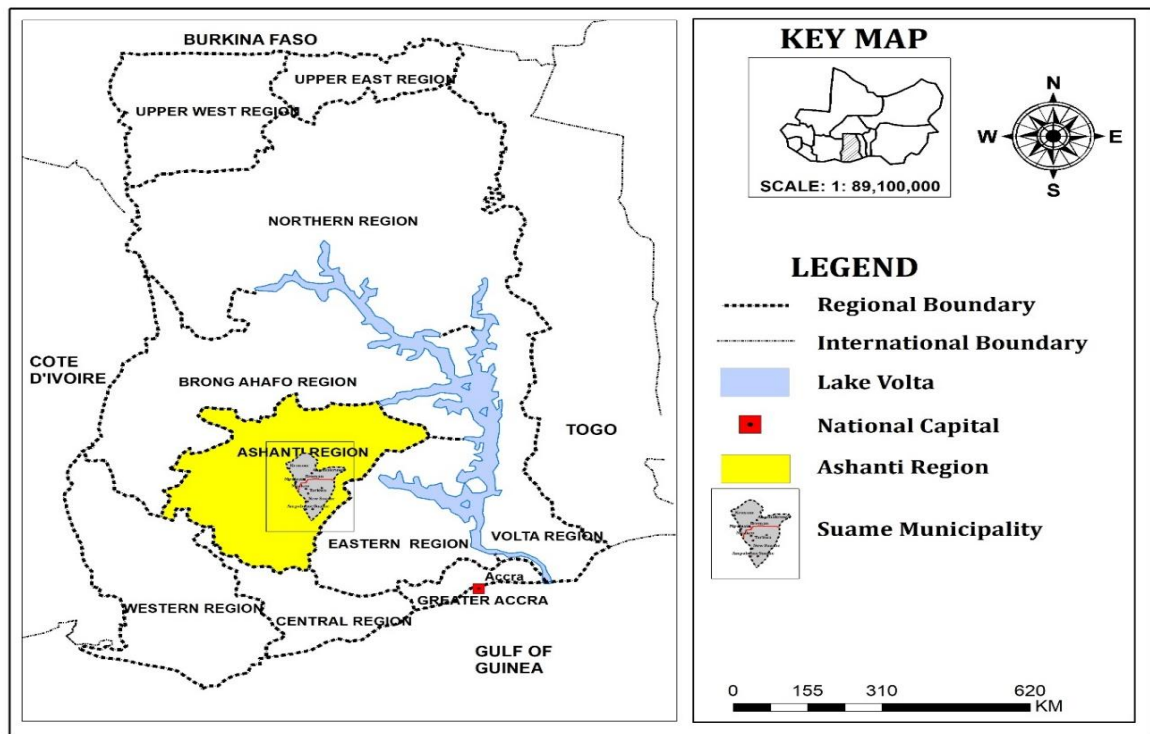 BURKINA FASO
UPPER EAST REGION
UPPER WEST REGION
NORTHERN REGION
COTE
D'IVOIRE
BRONG AHAFO REGION
TOGO
ASHANTI REGION
EASTERN REGION
VOLTA REGION
Accra
GREATER ACCRA
WESTERN REGION
CENTRAL REGION
GULF OF
GUINEA
KEY MAP
SCALE: 1: 89,100,000
N
W
E
S
LEGEND
Regional Boundary
International Boundary
Lake Volta
National Capital
Ashanti Region
Suame Municipality
0 155 310 620
KM